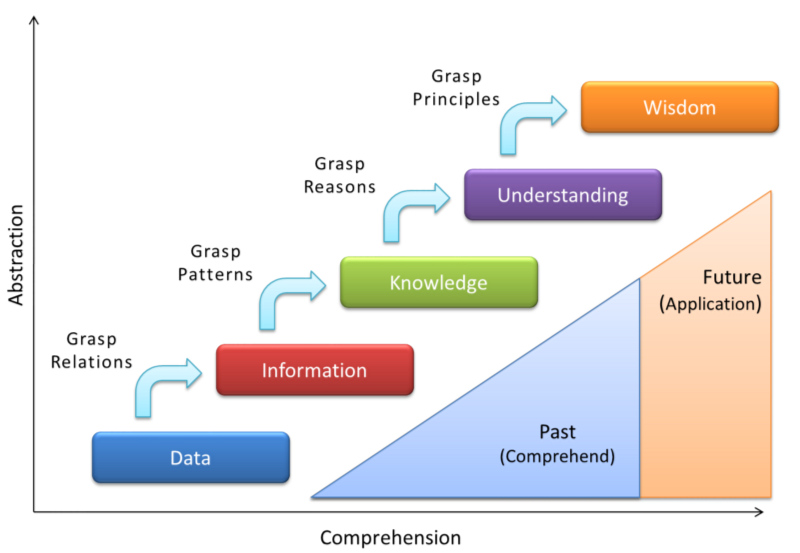 Grasp
Principles
Wisdom
Grasp
Reasons
Understanding
Grasp
Patterns
Knowledge
Grasp
Relations
Information
Data
Future
(Application)
Past
(Comprehend)
Abstraction
Comprehension